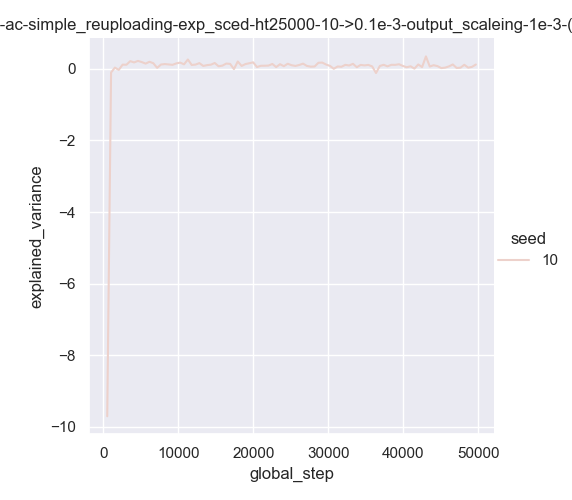 -ac-simple_reuploading-exp_sced-ht25000-10->0.1e-3-output_scaleing-1e-3-(
0
−2
−4
−6
−8
−10
explained_variance
0 10000 20000 30000 40000 50000
global_step
seed
10